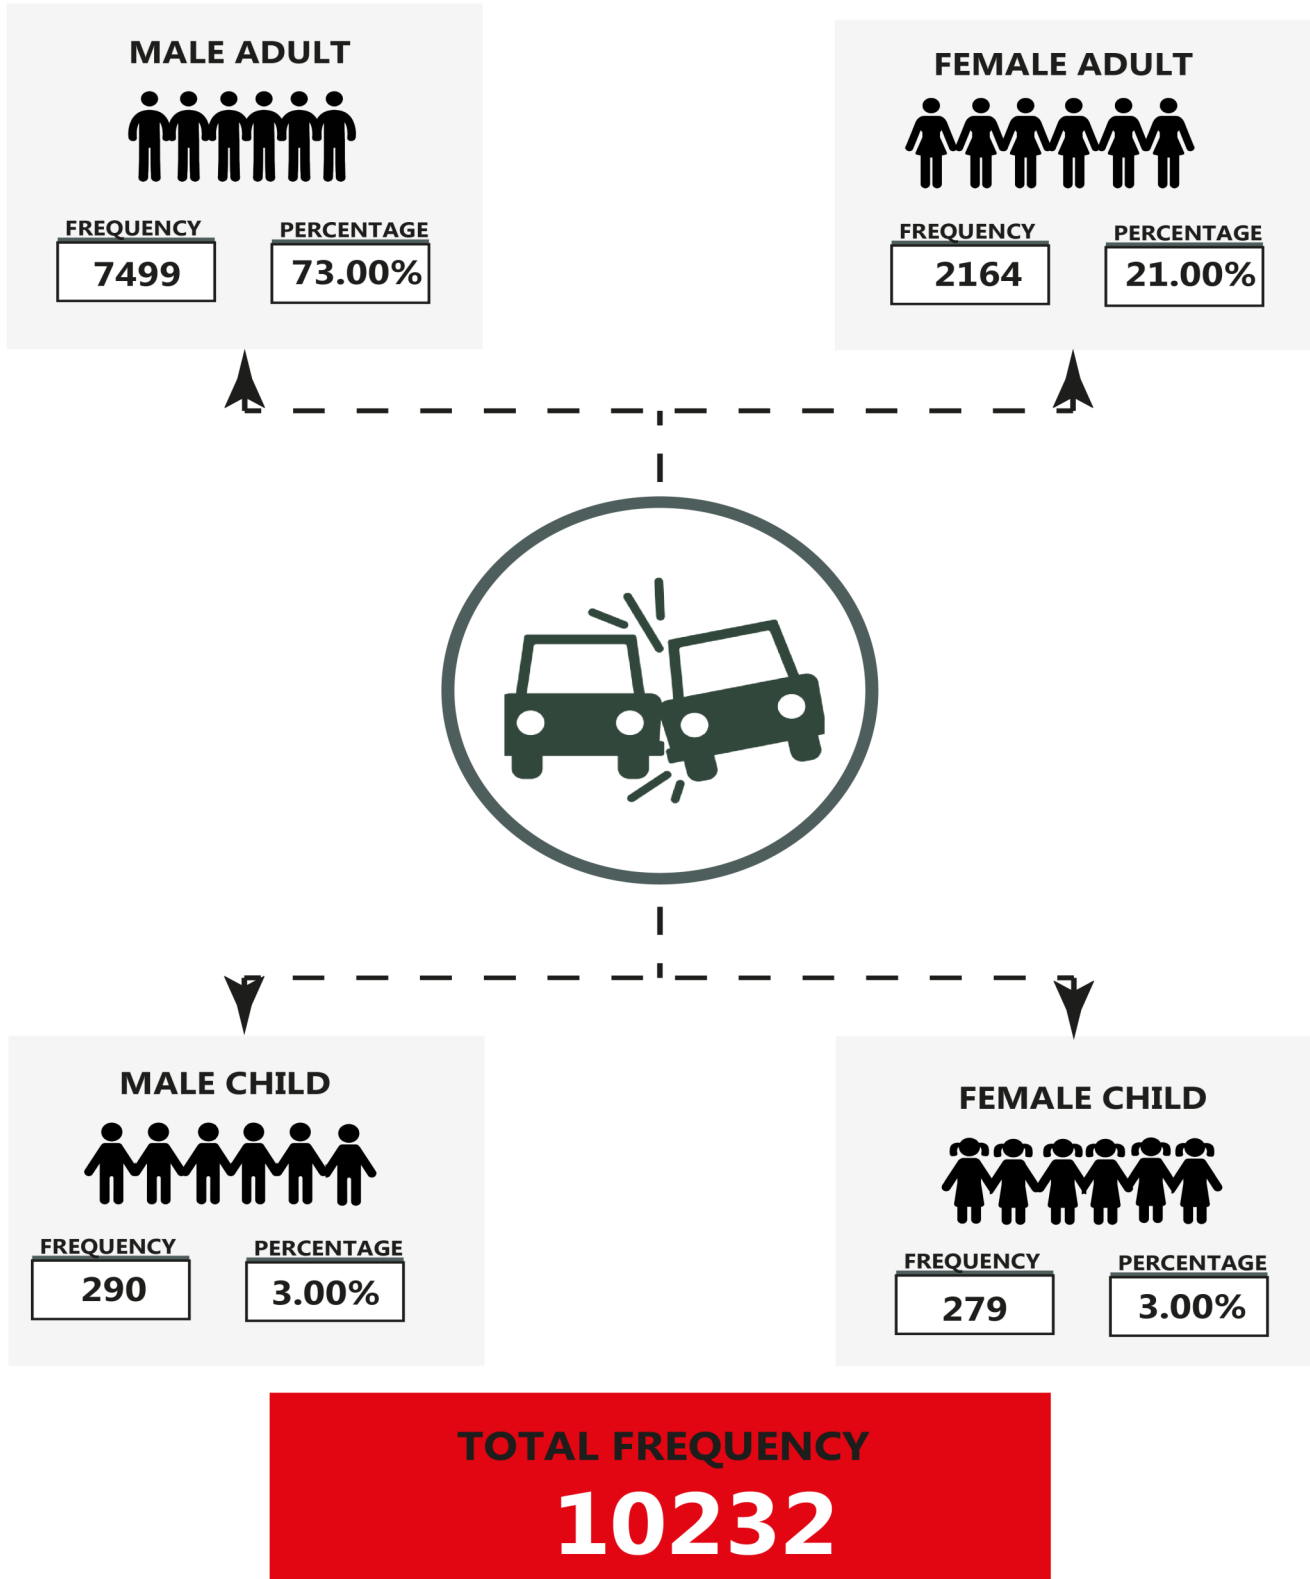 MALE ADULT
FREQUENCY PERCENTAGE
7499 73.00%
FEMALE ADULT
FREQUENCY PERCENTAGE
2164 21.00%
MALE CHILD
FREQUENCY PERCENTAGE
290 3.00%
FEMALE CHILD
FREQUENCY PERCENTAGE
279 3.00%
TOTAL FREQUENCY
10232